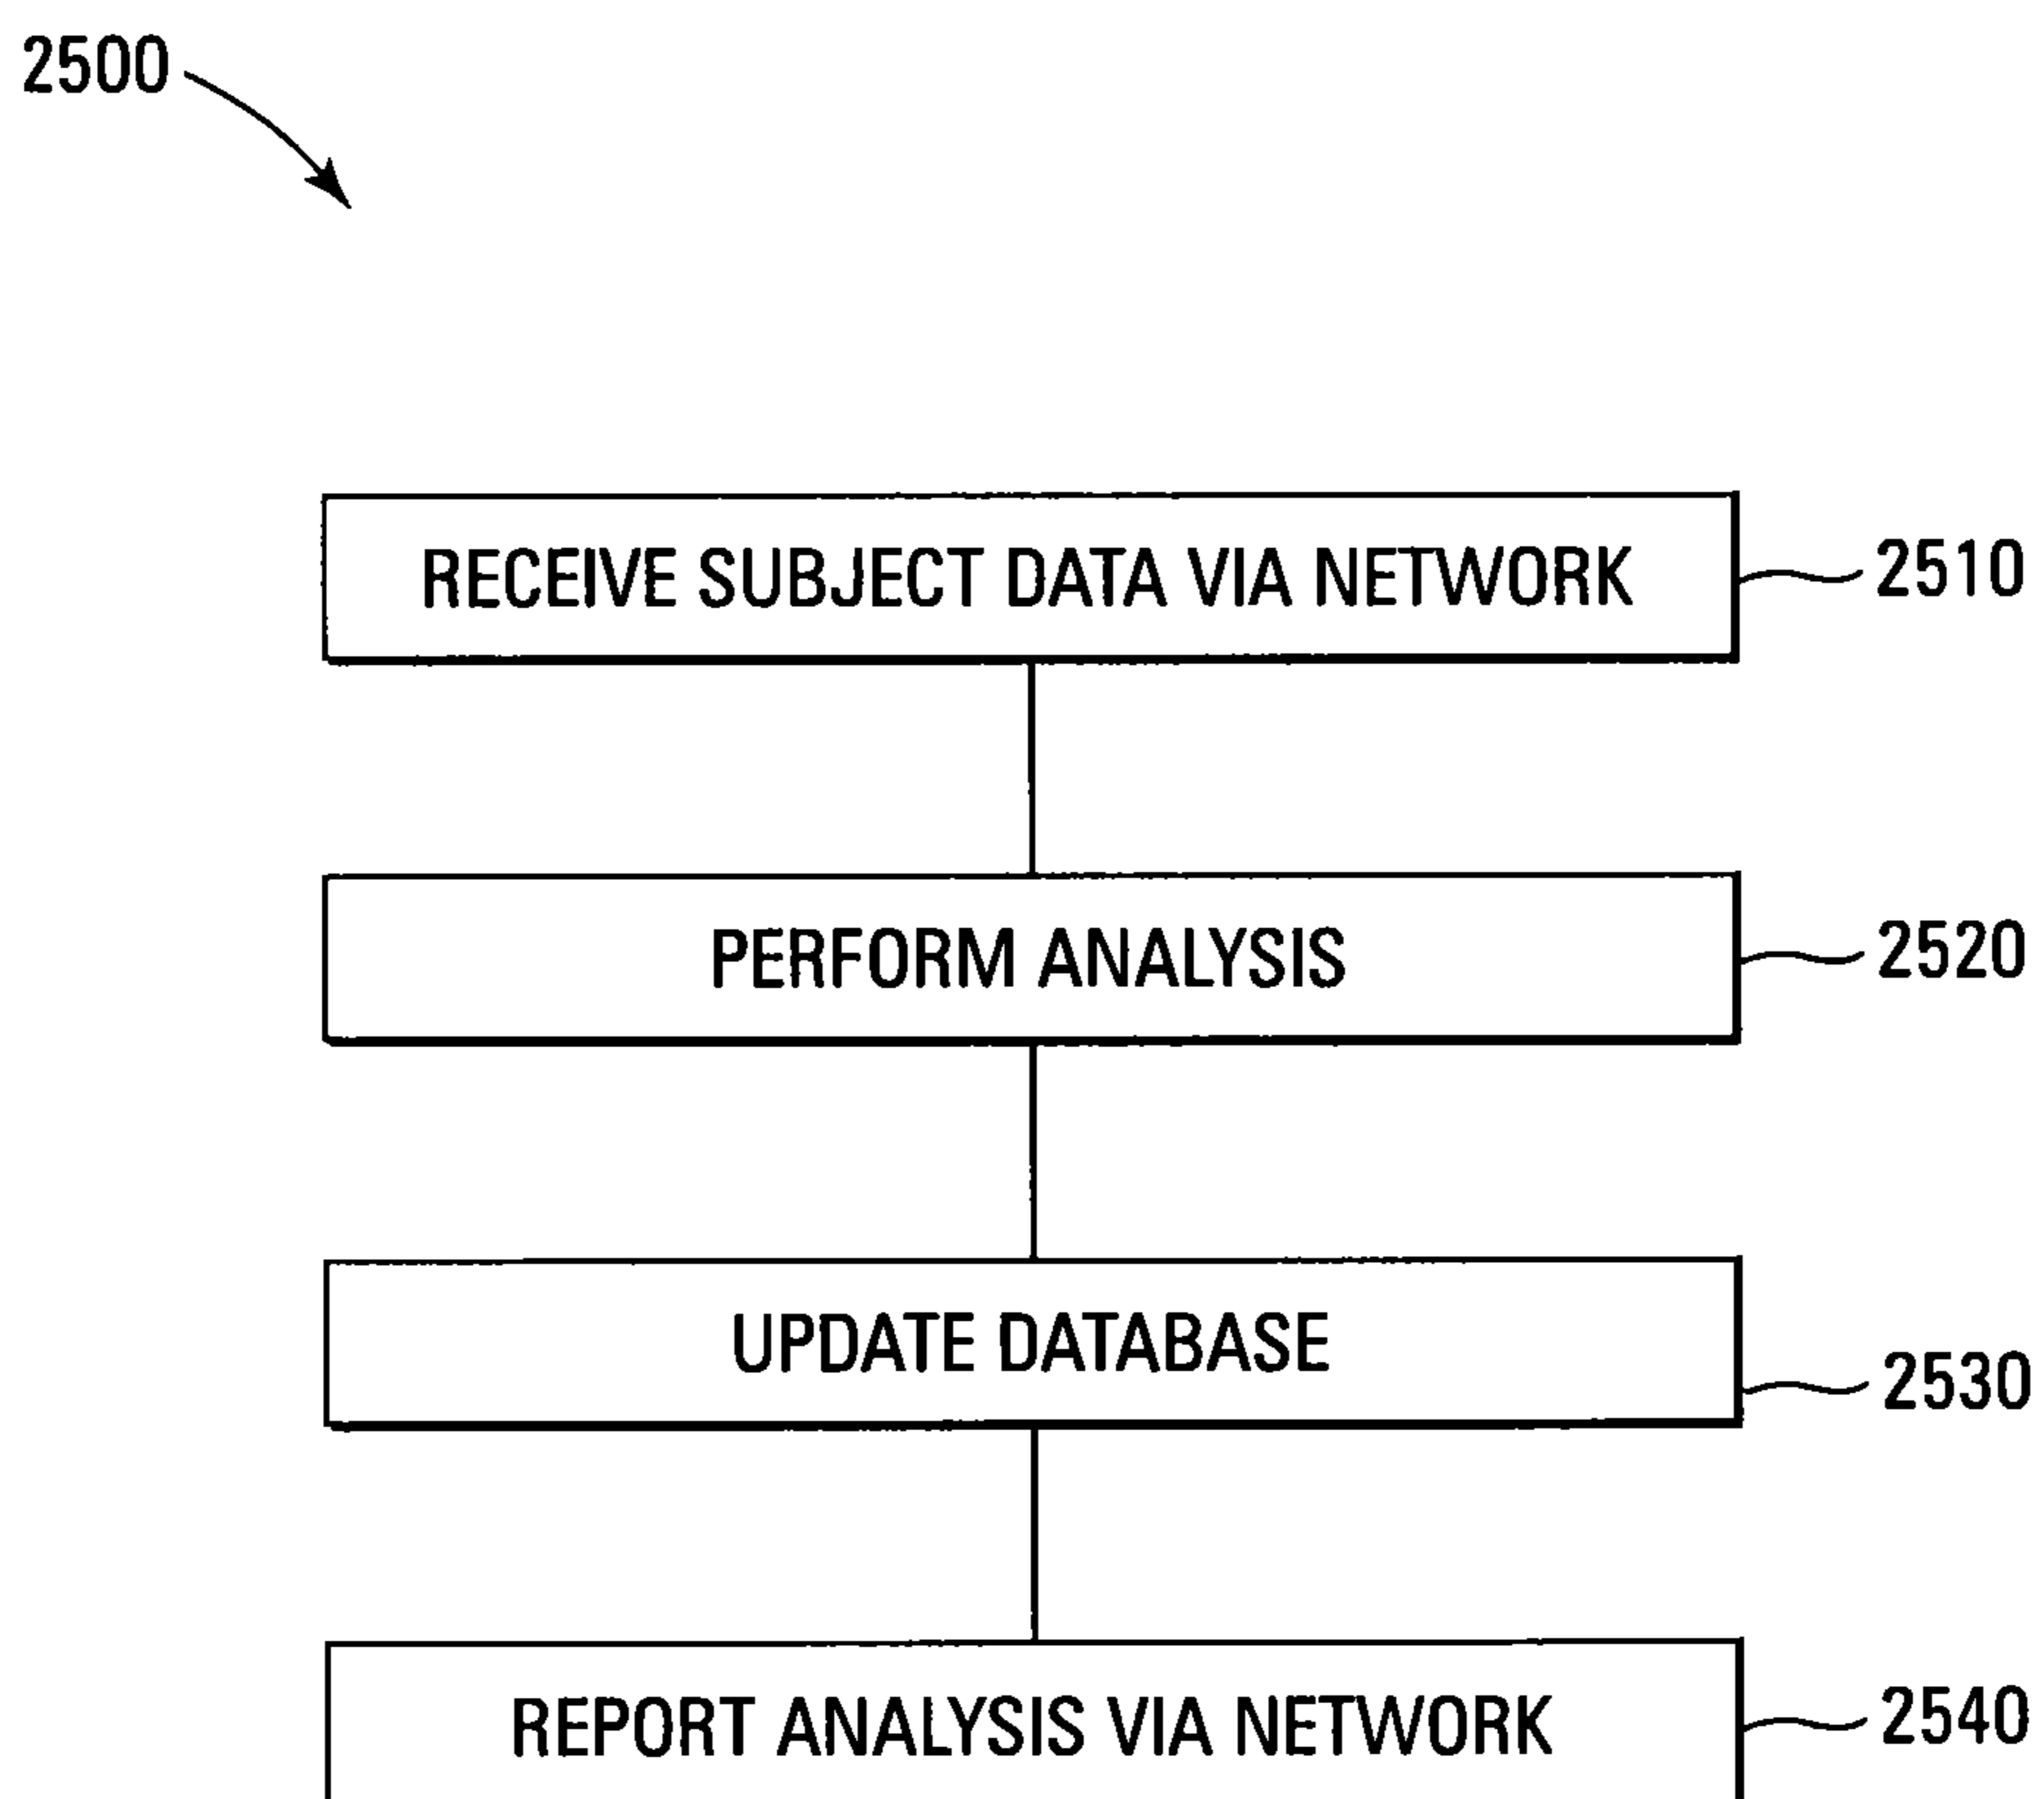 2500
RECEIVE SUBJECT DATA VIA NETWORK
2510
PERFORM ANALYSIS
2520
UPDATE DATABASE
2530
REPORT ANALYSIS VIA NETWORK
2540